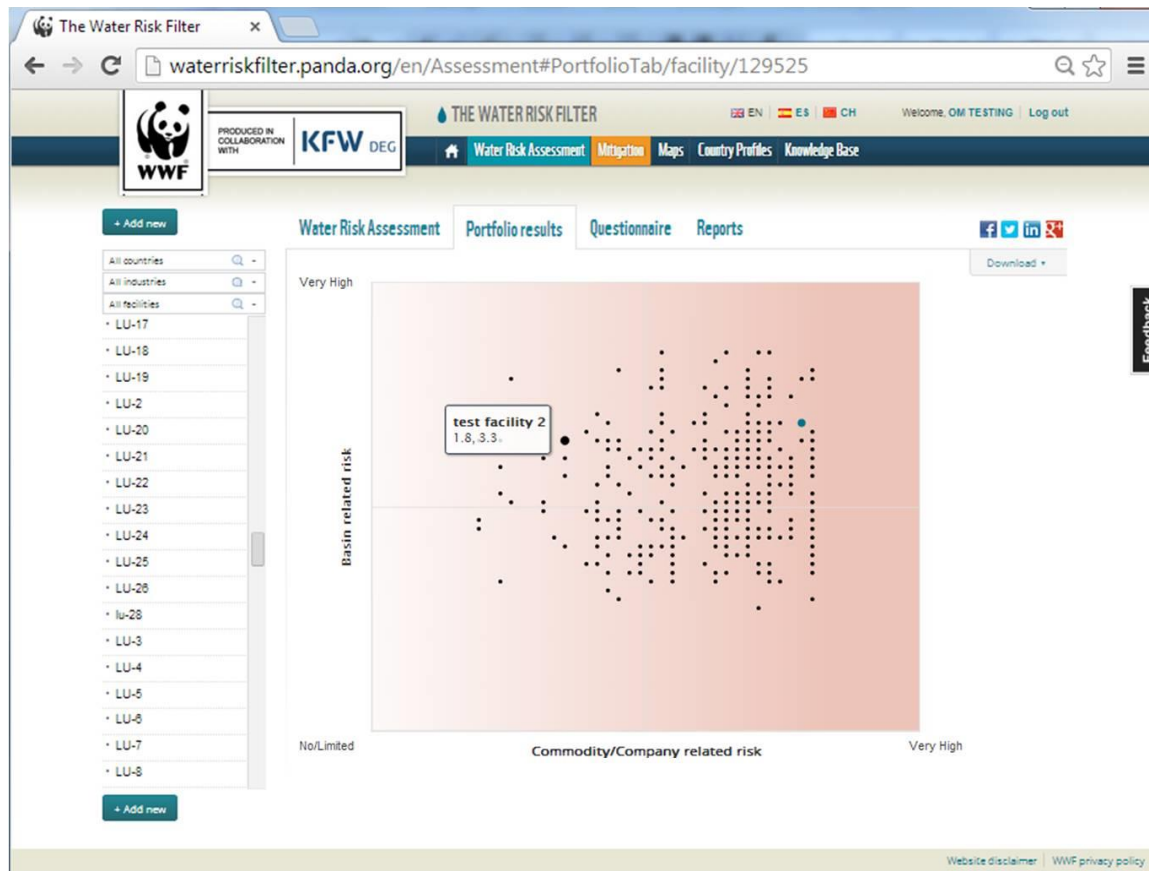 The Water Risk Filter
waterriskfilter.panda.org/en/Assessment#PortfolioTab/facility/129525
WWF
PRODUCED IN
COLLABORATION
WITH
KFW DEG
THE WATER RISK FILTER
EN ES CH
Welcome, OM TESTING Log out
Water Risk Assessment Mitigation Maps Country Profiles Knowledge Base
+ Add new
Water Risk Assessment Portfolio results Questionnaire Reports
Download
All countries
All industries
All facilities
LU-17
LU-18
LU-19
LU-2
LU-20
LU-21
LU-22
LU-23
LU-24
LU-25
LU-26
lu-28
LU-3
LU-4
LU-5
LU-6
LU-7
LU-8
+ Add new
Very High
test facility 2
1.8, 3.3
Basin related risk
No/Limited
Commodity/Company related risk
Very High
Feedback
Website disclaimer WWF privacy policy